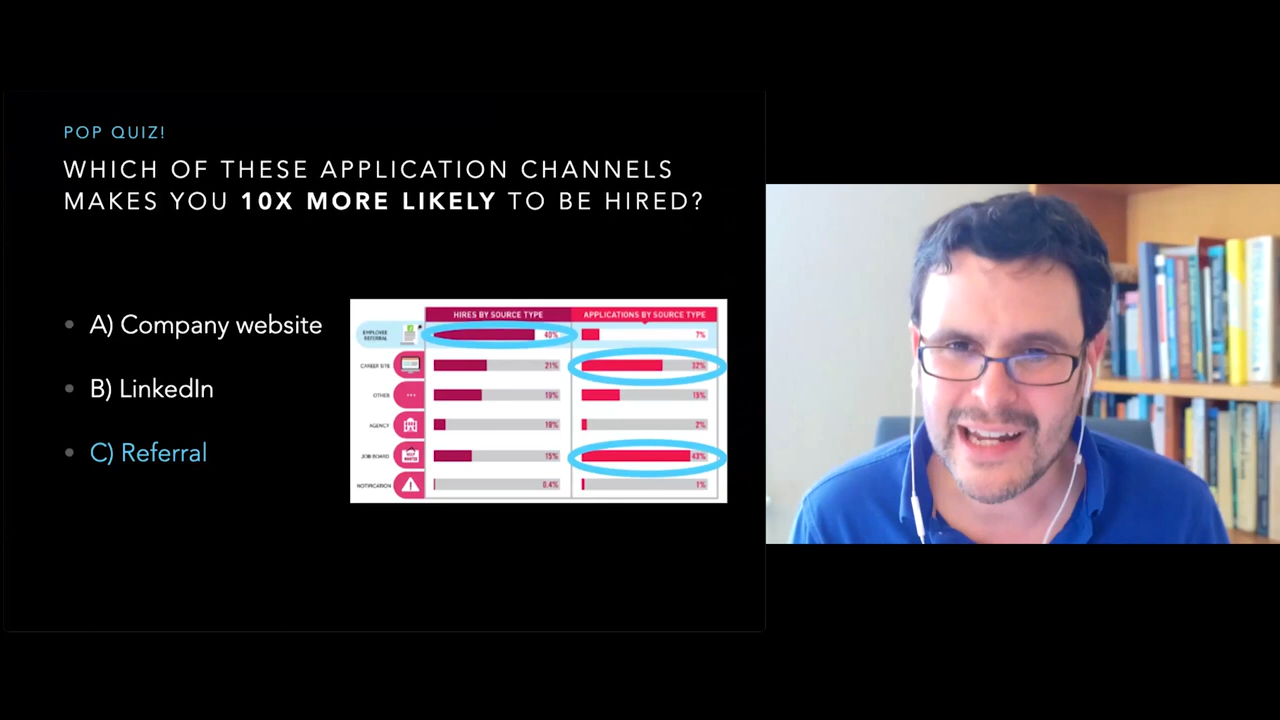 POP QUIZ!
WHICH OF THESE APPLICATION CHANNELS
MAKES YOU 10X MORE LIKELY TO BE HIRED?
A) Company website
B) LinkedIn
C) Referral
HIRES BY SOURCE TYPE APPLICATIONS BY SOURCE TYPE
EMPLOYEE
REFERRAL
40% 7%
CAREER SITE 21% 32%
OTHER 15%
AGENCY 2%
JOB BOARD 15% 43%
NOTIFICATION 0.4% 1%